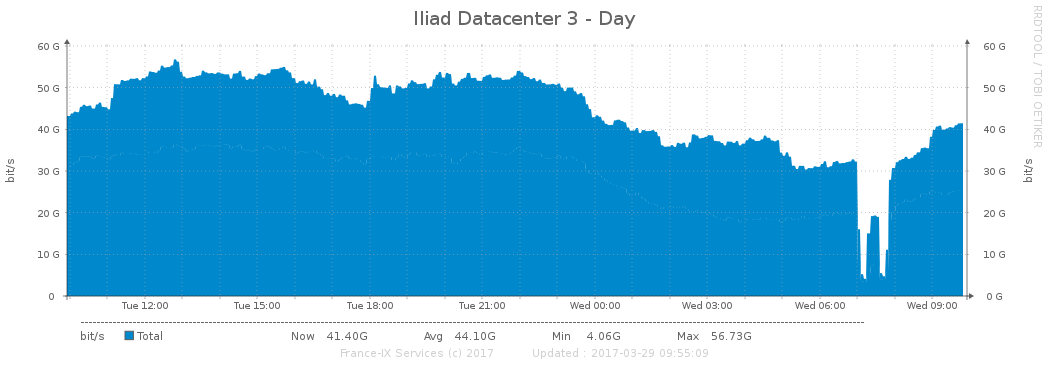 Iliad Datacenter 3 - Day
RRDTOOL / TOBI OETIKER
60 G 60 G
50 G 50 G
40 G 40 G
30 G 30 G
20 G 20 G
10 G 10 G
0 0 G
bit/s bit/s
Tue 12:00 Tue 15:00 Tue 18:00 Tue 21:00 Wed 00:00 Wed 03:00 Wed 06:00 Wed 09:00
bit/s Total Now 41.40G Avg 44.10G Min 4.06G Max 56.73G
France-IX Services (c) 2017 Updated : 2017-03-29 09:55:09